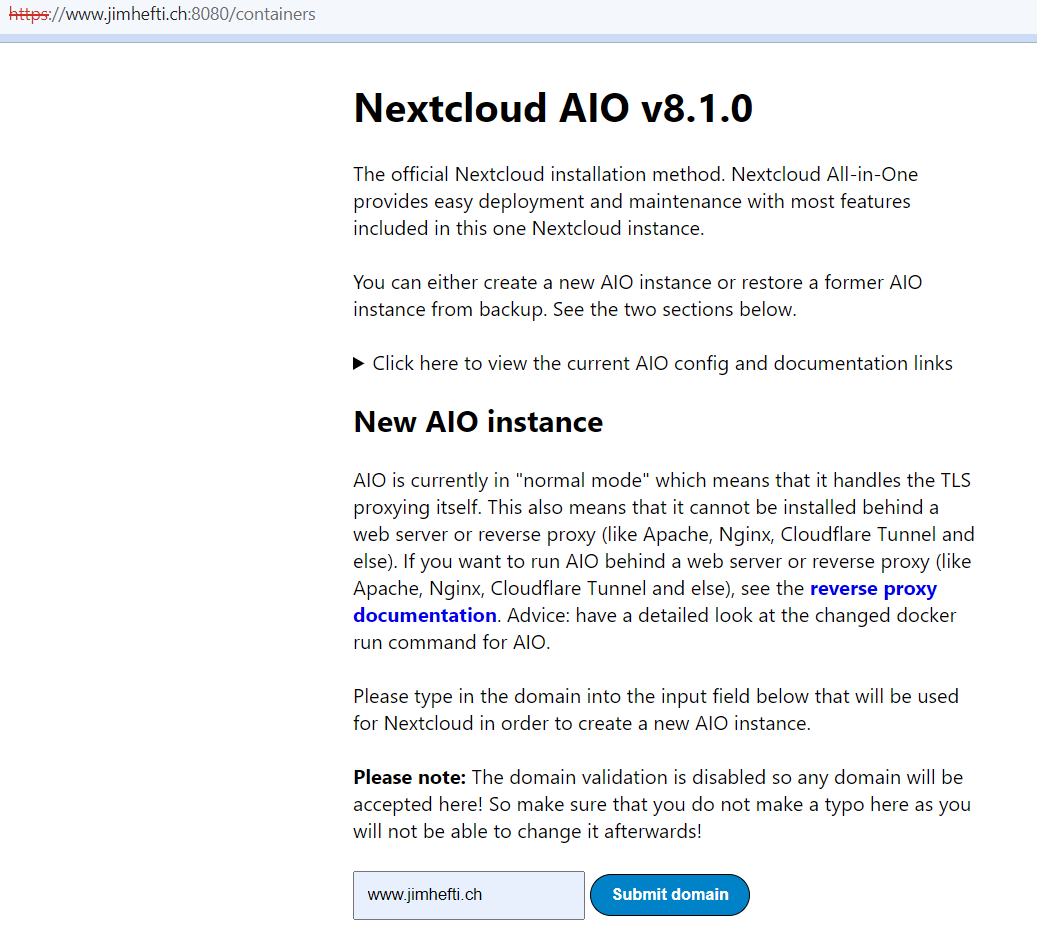 https://www.jimhefti.ch:8080/containers
Nextcloud AIO v8.1.0
The official Nextcloud installation method. Nextcloud All-in-One
provides easy deployment and maintenance with most features
included in this one Nextcloud instance.
You can either create a new AIO instance or restore a former AIO
instance from backup. See the two sections below.
Click here to view the current AIO config and documentation links
New AIO instance
AIO is currently in "normal mode" which means that it handles the TLS
proxying itself. This also means that it cannot be installed behind a
web server or reverse proxy (like Apache, Nginx, Cloudflare Tunnel and
else). If you want to run AIO behind a web server or reverse proxy (like
Apache, Nginx, Cloudflare Tunnel and else), see the reverse proxy
documentation. Advice: have a detailed look at the changed docker
run command for AIO.
Please type in the domain into the input field below that will be used
for Nextcloud in order to create a new AIO instance.
Please note: The domain validation is disabled so any domain will be
accepted here! So make sure that you do not make a typo here as you
will not be able to change it afterwards!
www.jimhefti.ch Submit domain